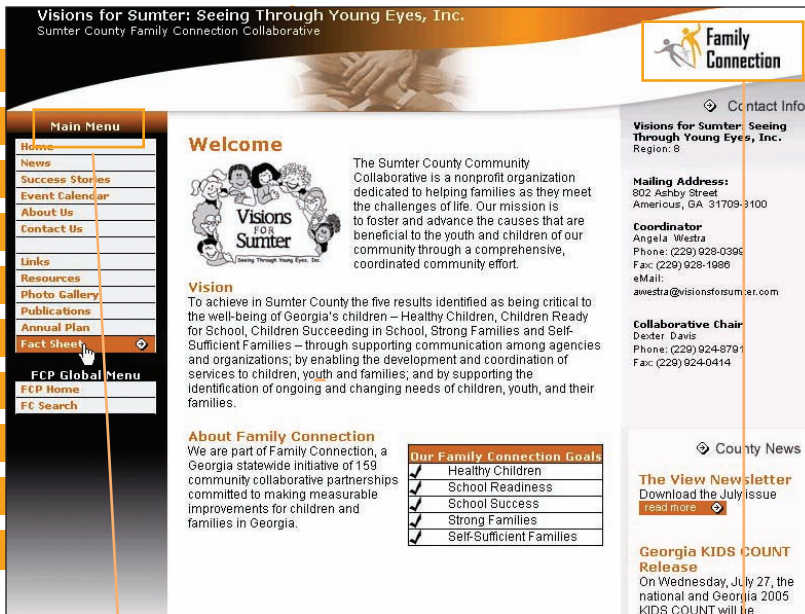 Visions for Sumter: Seeing Through Young Eyes, Inc.
Sumter County Family Connection Collaborative
Family
Connection
Main Menu
Home
News
Success Stories
Event Calendar
About Us
Contact Us
Links
Resources
Photo Gallery
Publications
Annual Plan
Fact Sheet
FCP Global Menu
FCP Home
FC Search
Welcome
Visions
FOR
Sumter
Seeing Through Young Eyes, Inc.
The Sumter County Community
Collaborative is a nonprofit organization
dedicated to helping families as they meet
the challenges of life. Our mission is
to foster and advance the causes that are
beneficial to the youth and children of our
community through a comprehensive,
coordinated community effort.
Vision
To achieve in Sumter County the five results identified as being critical to
the well-being of Georgia's children – Healthy Children, Children Ready
for School, Children Succeeding in School, Strong Families and Self-
Sufficient Families – through supporting communication among agencies
and organizations; by enabling the development and coordination of
services to children, youth and families; and by supporting the
identification of ongoing and changing needs of children, youth, and their
families.
About Family Connection
We are part of Family Connection, a
Georgia statewide initiative of 159
community collaborative partnerships
committed to making measurable
improvements for children and
families in Georgia.
Our Family Connection Goals
Healthy Children
School Readiness
School Success
Strong Families
Self-Sufficient Families
Contact Info
Visions for Sumter: Seeing
Through Young Eyes, Inc.
Region: 8
Mailing Address:
802 Ashby Street
Americus, GA 31709-3100
Coordinator
Angela Westra
Phone: (229) 928-0399
Fax: (229) 928-1986
eMail:
awestra@visionsforsumter.com
Collaborative Chair
Dexter Davis
Phone: (229) 924-8791
Fax: (229) 924-0414
County News
The View Newsletter
Download the July issue
read more
Georgia KIDS COUNT
Release
On Wednesday, July 27, the
national and Georgia 2005
KIDS COUNT will be